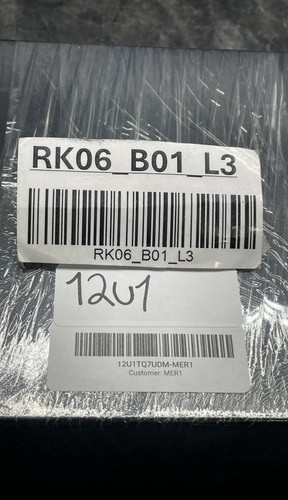 RK06_B01_L3
RK06_B01_L3
12U1
12U1TQ7UDM-MER1
Customer: MER1